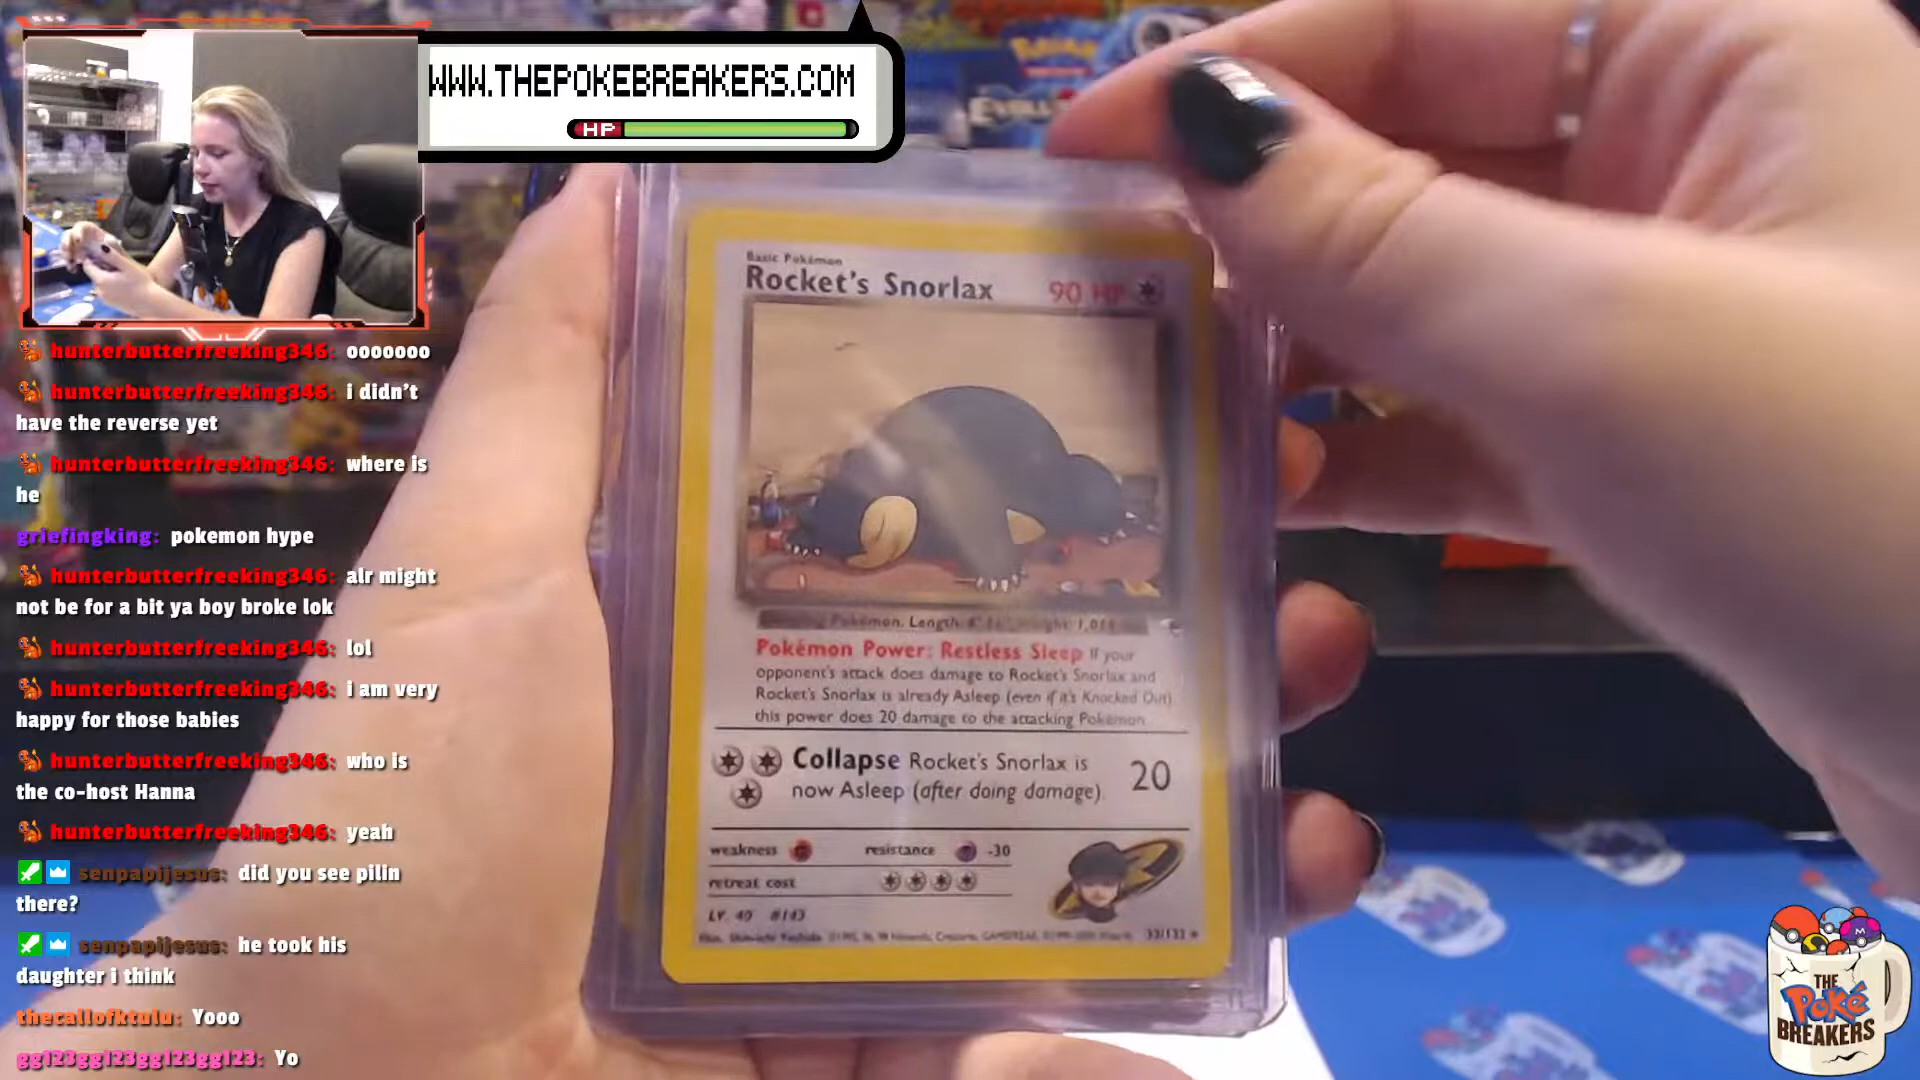 WWW.THEPOKEBREAKERS.COM
HP
hunterbutterfreeking346: ooooooo
hunterbutterfreeking346: i didn't
have the reverse yet
hunterbutterfreeking346: where is
he
griefingking: pokemon hype
hunterbutterfreeking346: alr might
not be for a bit ya boy broke lok
hunterbutterfreeking346: lol
hunterbutterfreeking346: i am very
happy for those babies
hunterbutterfreeking346: who is
the co-host Hanna
hunterbutterfreeking346: yeah
senpapijesus: did you see pilin
there?
senpapijesus: he took his
daughter i think
thecallofktulu: Yooo
gg123gg123gg123gg123: Yo
Pokémon
Basic Pokémon
Rocket's Snorlax 90 HP
Pokémon. Length:
Pokémon Power: Restless Sleep If your
opponent's attack does damage to Rocket's Snorlax and
Rocket's Snorlax is already Asleep (even if it's Knocked Out)
this power does 20 damage to the attacking Pokémon
Collapse Rocket's Snorlax is
now Asleep (after doing damage). 20
weakness resistance -30
retreat cost
LV. 40 #143
33/132
THE
Poké
BREAKERS